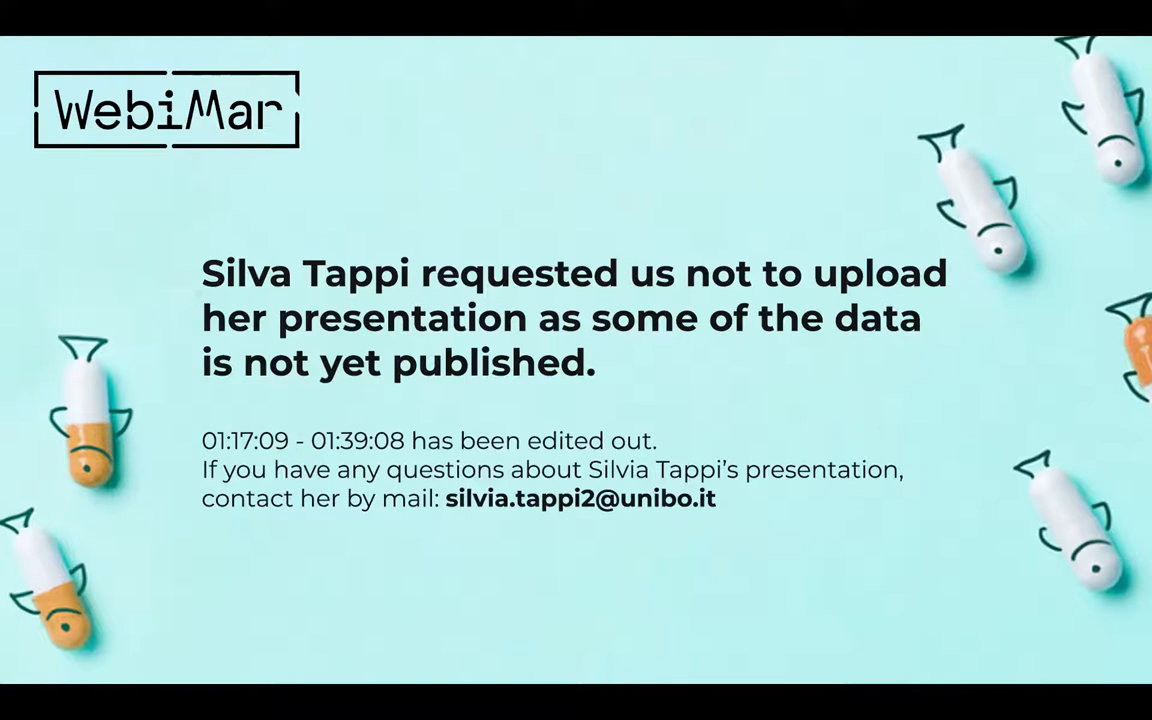 WebiMar
Silva Tappi requested us not to upload
her presentation as some of the data
is not yet published.
01:17:09 - 01:39:08 has been edited out.
If you have any questions about Silvia Tappi's presentation,
contact her by mail: silvia.tappi2@unibo.it